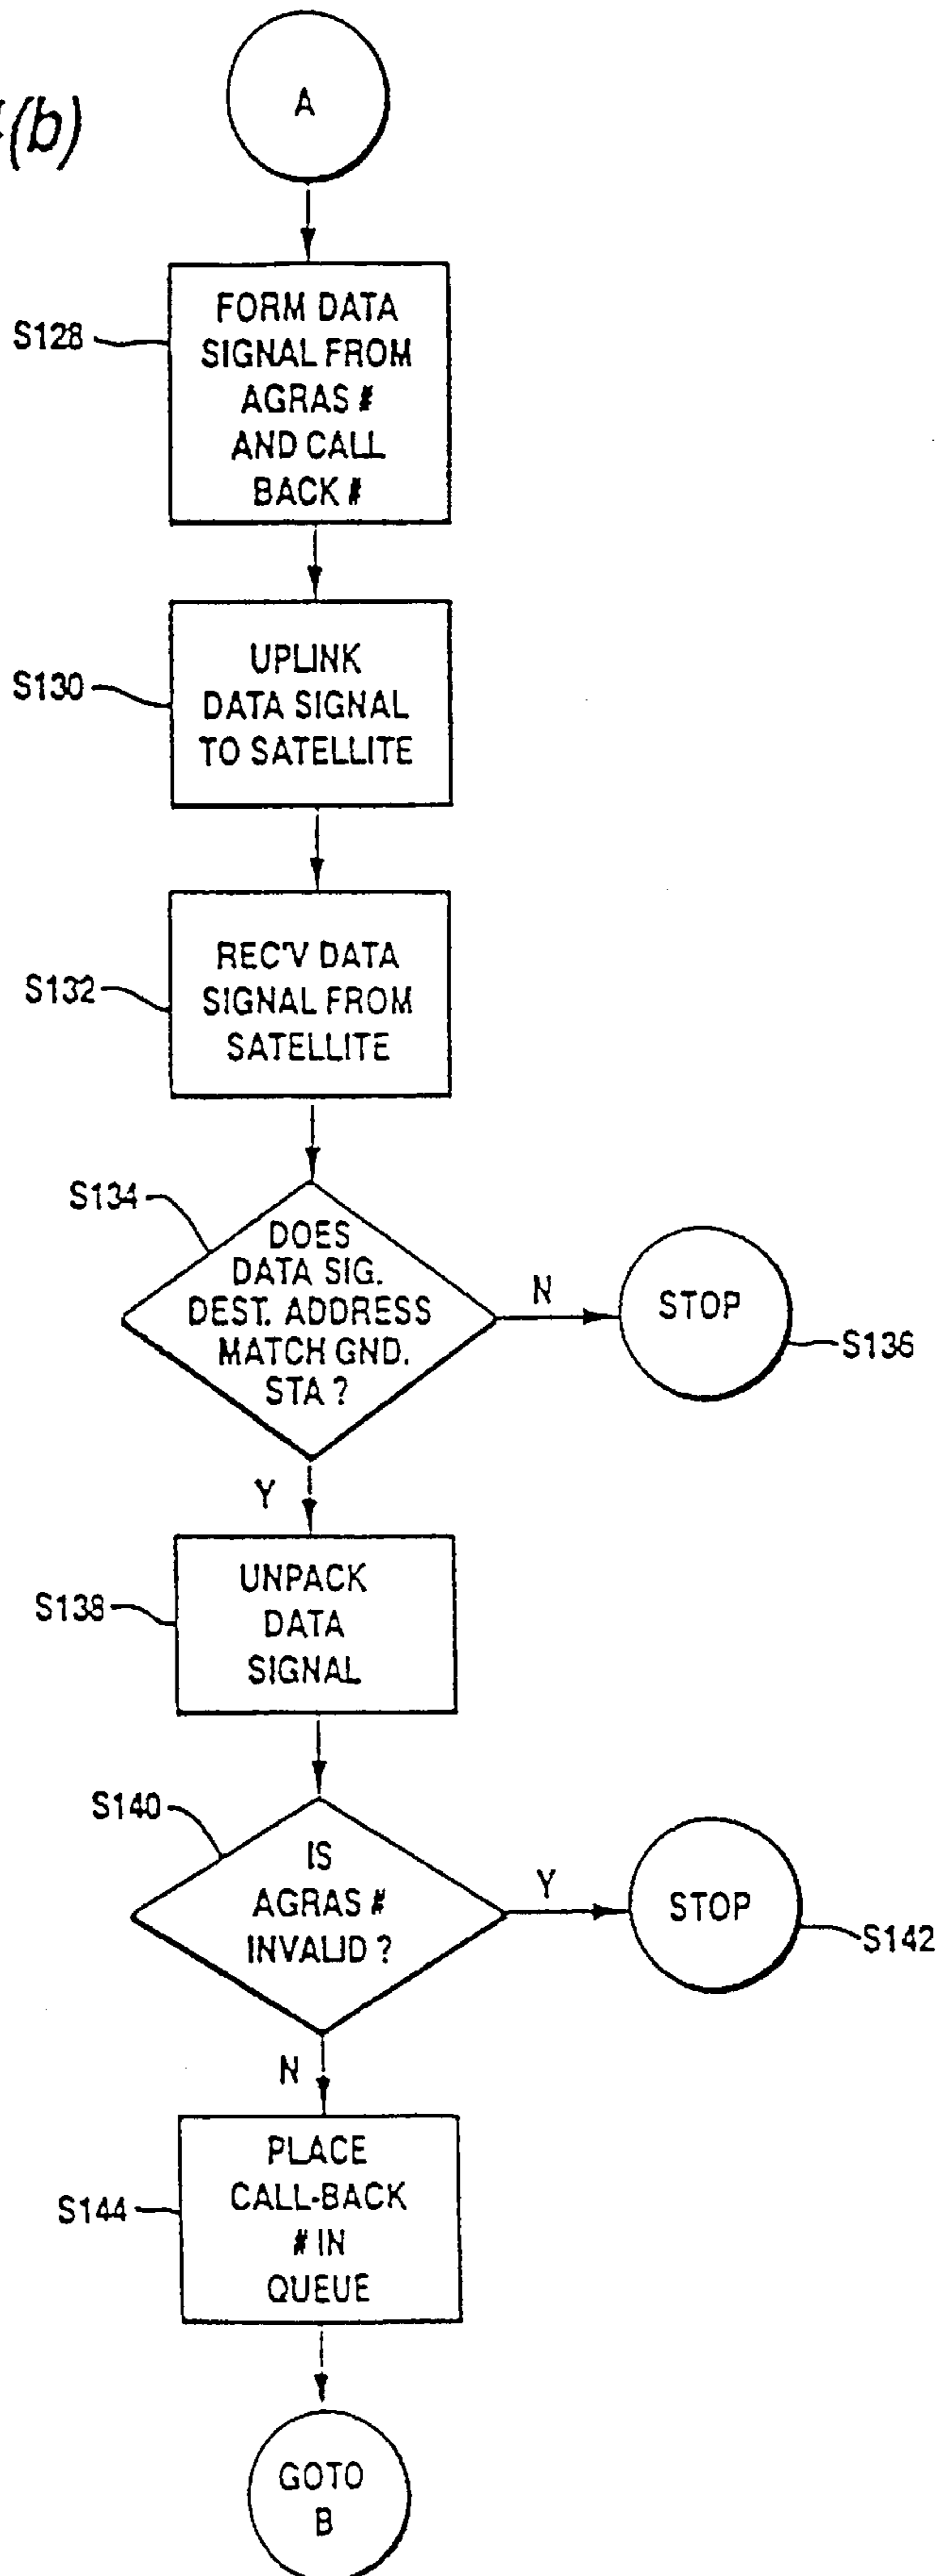 (b)
A
S128
FORM DATA
SIGNAL FROM
AGRAS #
AND CALL
BACK #
S130
UPLINK
DATA SIGNAL
TO SATELLITE
S132
REC'V DATA
SIGNAL FROM
SATELLITE
S134
DOES
DATA SIG.
DEST. ADDRESS
MATCH GND.
STA ?
N
STOP
S136
Y
S138
UNPACK
DATA
SIGNAL
S140
IS
AGRAS #
INVALID ?
Y
STOP
S142
N
S144
PLACE
CALL-BACK
# IN
QUEUE
GOTO
B